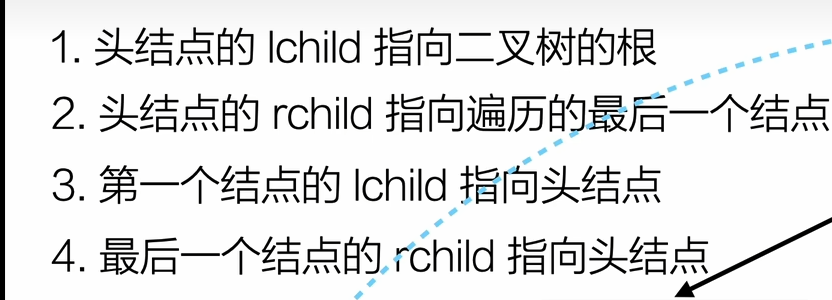 1. 头结点的 lchild 指向二叉树的根
2. 头结点的 rchild 指向遍历的最后一个结点
3. 第一个结点的 lchild 指向头结点
4. 最后一个结点的 rchild 指向头结点